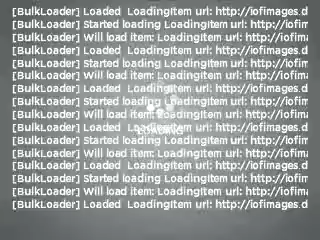 [BulkLoader] Loaded LoadingItem url: http://iofimages.d
[BulkLoader] Started loading LoadingItem url: http://iofim
[BulkLoader] Will load item: LoadingItem url: http://iofima
[BulkLoader] Loaded LoadingItem url: http://iofimages.d
[BulkLoader] Started loading LoadingItem url: http://iofim
[BulkLoader] Will load item: LoadingItem url: http://iofima
[BulkLoader] Loaded LoadingItem url: http://iofimages.d
[BulkLoader] Started loading LoadingItem url: http://iofim
[BulkLoader] Will load item: LoadingItem url: http://iofima
[BulkLoader] Loaded LoadingItem url: http://iofimages.d
LOADING
[BulkLoader] Started loading LoadingItem url: http://iofim
[BulkLoader] Will load item: LoadingItem url: http://iofima
[BulkLoader] Loaded LoadingItem url: http://iofimages.d
[BulkLoader] Started loading LoadingItem url: http://iofim
[BulkLoader] Will load item: LoadingItem url: http://iofima
[BulkLoader] Loaded LoadingItem url: http://iofimages.d